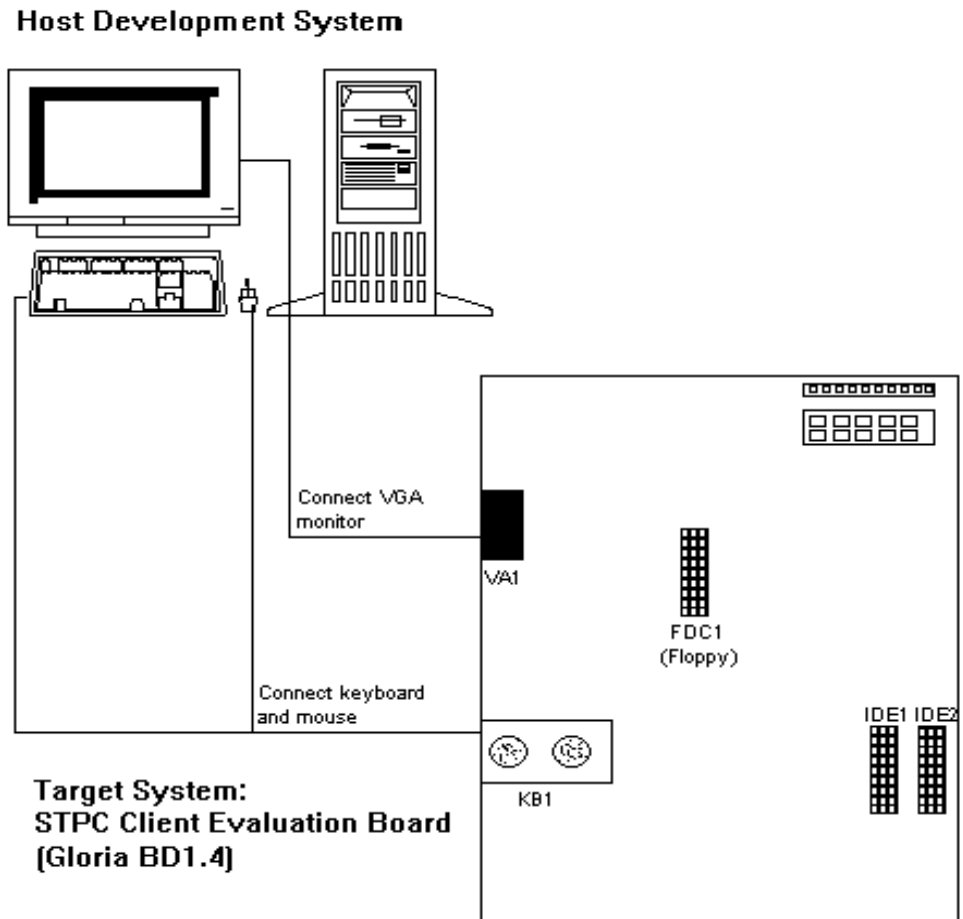 Host Development System
Connect VGA
monitor
VA1
FDC1
(Floppy)
Connect keyboard
and mouse
IDE1 IDE2
KB1
Target System:
STPC Client Evaluation Board
(Gloria BD1.4)